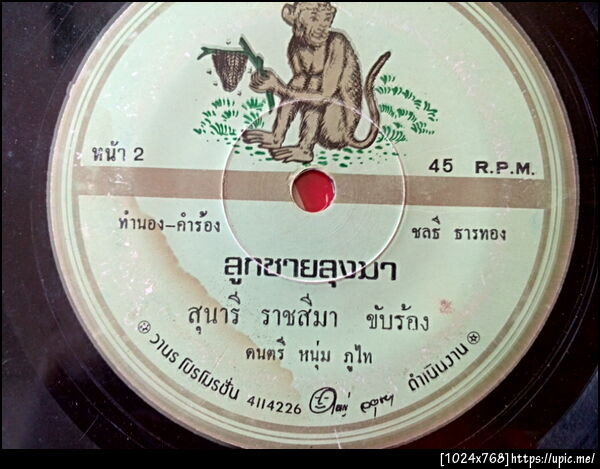 หน้า 2
45 R.P.M.
ทำนอง-คำร้อง
ชลธี ธารทอง
ลูกชายลุงมา
สุนารี ราชสีมา ขับร้อง
ดนตรี หนุ่ม ภูไท
วานร โปรโมชั่น 4114226
ดำเนินงาน
[1024x768]https://upic.me/